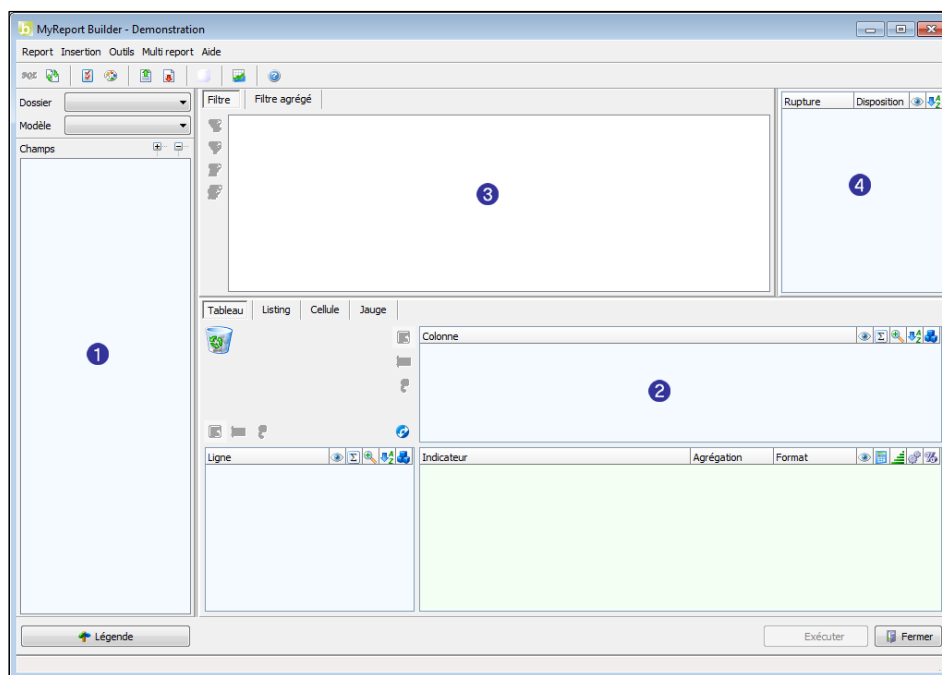 MyReport Builder - Demonstration
Report Insertion Outils Multi report Aide
SQL
Dossier
Modèle
Champs
Filtre Filtre agrégé
Rupture Disposition
3
4
1
Tableau Listing Cellule Jauge
Colonne
2
Ligne
Indicateur Agrégation Format
Légende
Exécuter Fermer